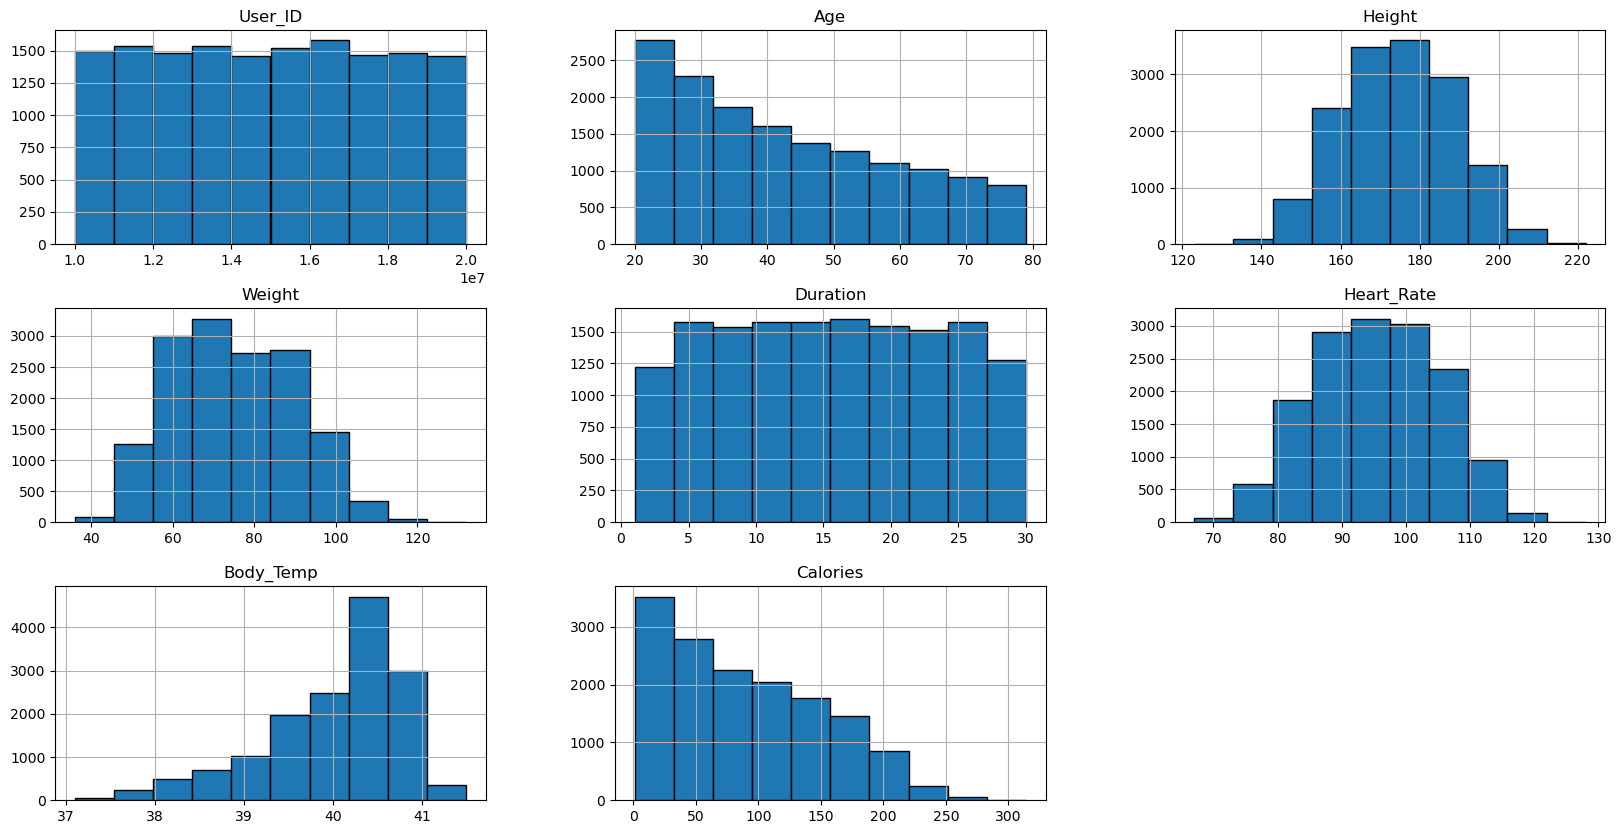 User_ID
1500
1250
1000
750
500
250
0
1.0 1.2 1.4 1.6 1.8 2.0
1e7
Age
2500
2000
1500
1000
500
0
20 30 40 50 60 70 80
Height
3000
2000
1000
0
120 140 160 180 200 220
Weight
3000
2500
2000
1500
1000
500
0
40 60 80 100 120
Duration
1500
1250
1000
750
500
250
0
0 5 10 15 20 25 30
Heart_Rate
3000
2500
2000
1500
1000
500
0
70 80 90 100 110 120 130
Body_Temp
4000
3000
2000
1000
0
37 38 39 40 41
Calories
3000
2000
1000
0
0 50 100 150 200 250 300